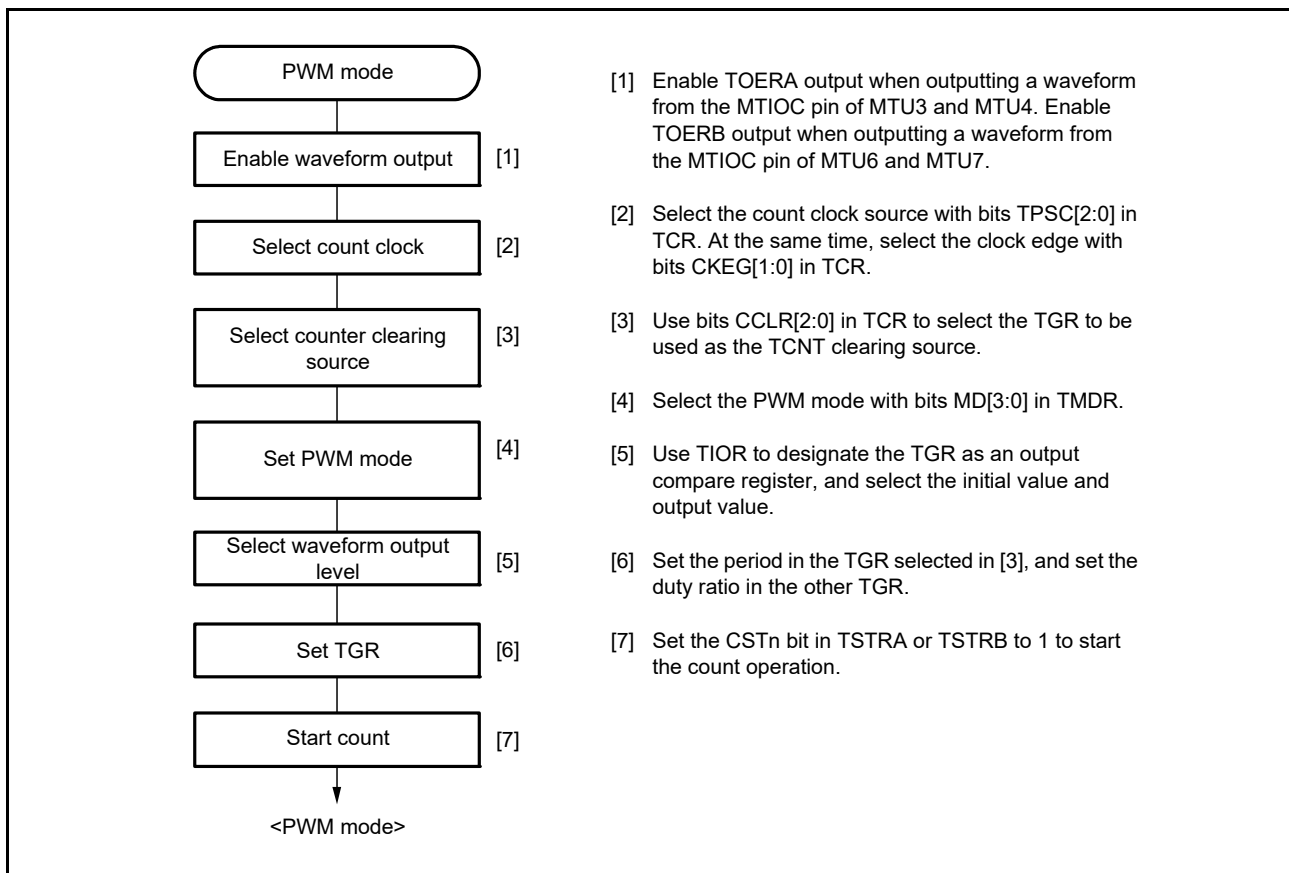 PWM mode
Enable waveform output [1]
Select count clock [2]
Select counter clearing
source
[3]
Set PWM mode [4]
Select waveform output
level
[5]
Set TGR [6]
Start count [7]
<PWM mode>
[1] Enable TOERA output when outputting a waveform
from the MTIOC pin of MTU3 and MTU4. Enable
TOERB output when outputting a waveform from
the MTIOC pin of MTU6 and MTU7.
[2] Select the count clock source with bits TPSC[2:0] in
TCR. At the same time, select the clock edge with
bits CKEG[1:0] in TCR.
[3] Use bits CCLR[2:0] in TCR to select the TGR to be
used as the TCNT clearing source.
[4] Select the PWM mode with bits MD[3:0] in TMDR.
[5] Use TIOR to designate the TGR as an output
compare register, and select the initial value and
output value.
[6] Set the period in the TGR selected in [3], and set the
duty ratio in the other TGR.
[7] Set the CSTn bit in TSTRA or TSTRB to 1 to start
the count operation.